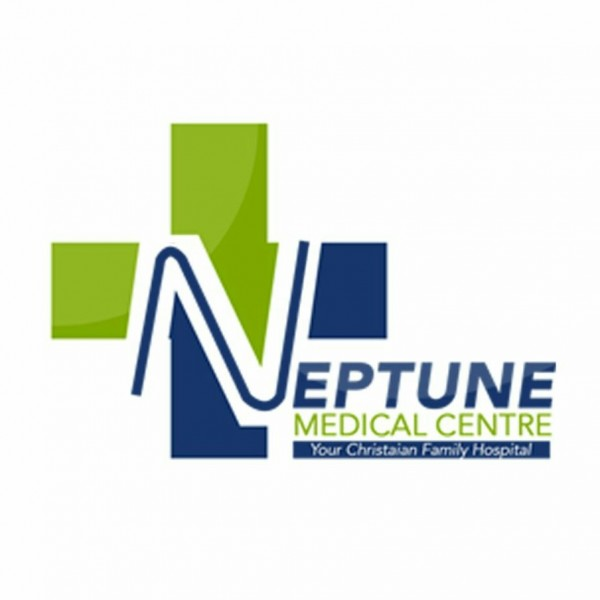 NEPTUNE
MEDICAL CENTRE
Your Christaian Family Hospital